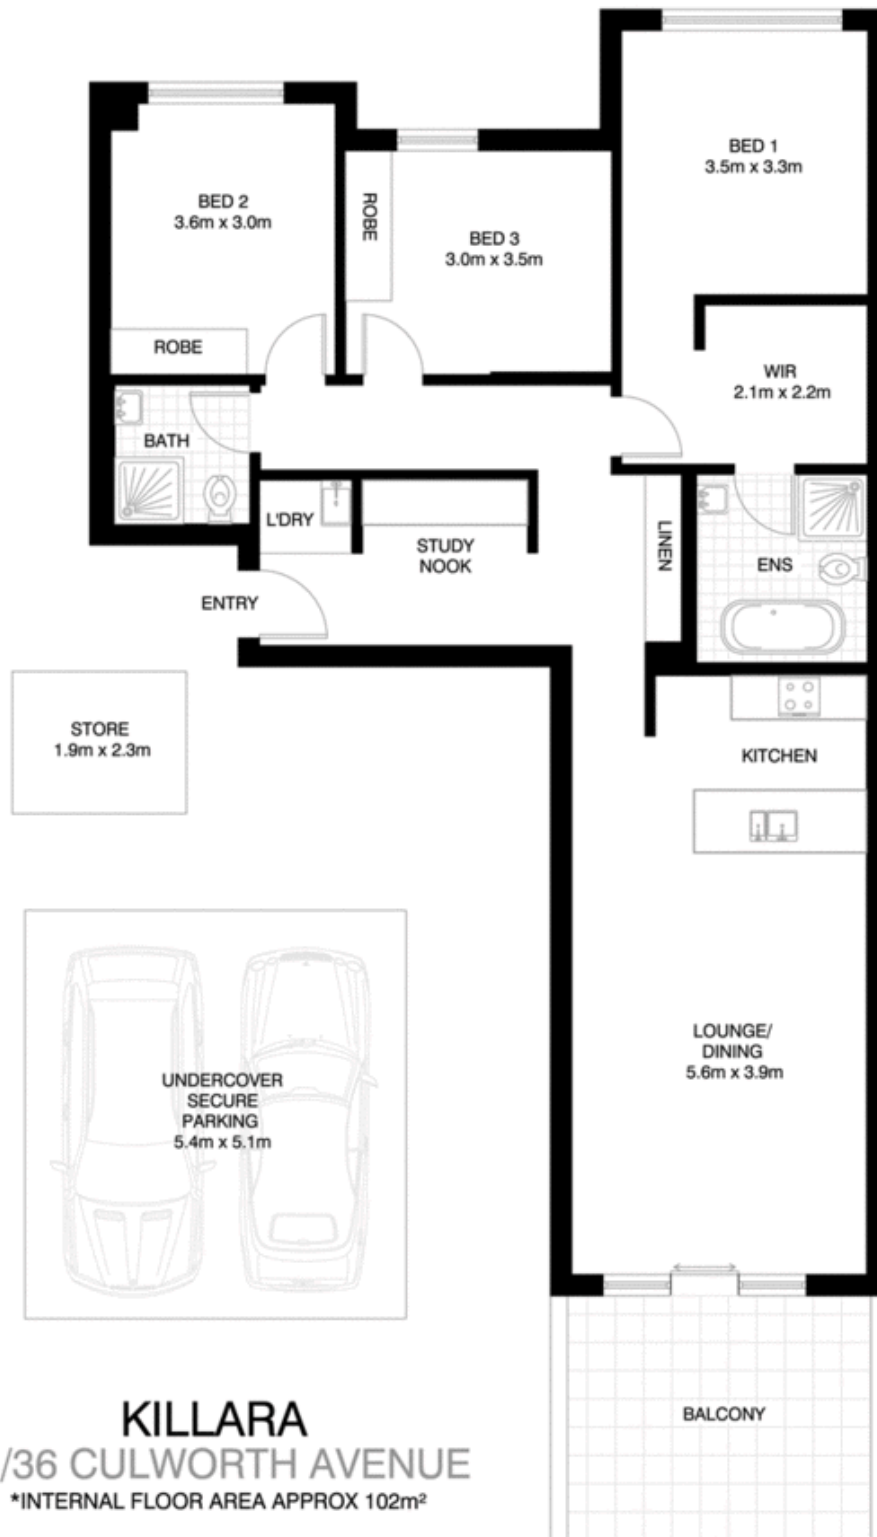 BED 1
3.5m x 3.3m
BED 2
3.6m x 3.0m
ROBE
BED 3
3.0m x 3.5m
ROBE
WIR
2.1m x 2.2m
BATH
L'DRY
STUDY
NOOK
LINEN
ENS
ENTRY
STORE
1.9m x 2.3m
KITCHEN
LOUNGE/
DINING
5.6m x 3.9m
UNDERCOVER
SECURE
PARKING
5.4m x 5.1m
BALCONY
KILLARA
/36 CULWORTH AVENUE
*INTERNAL FLOOR AREA APPROX 102m²